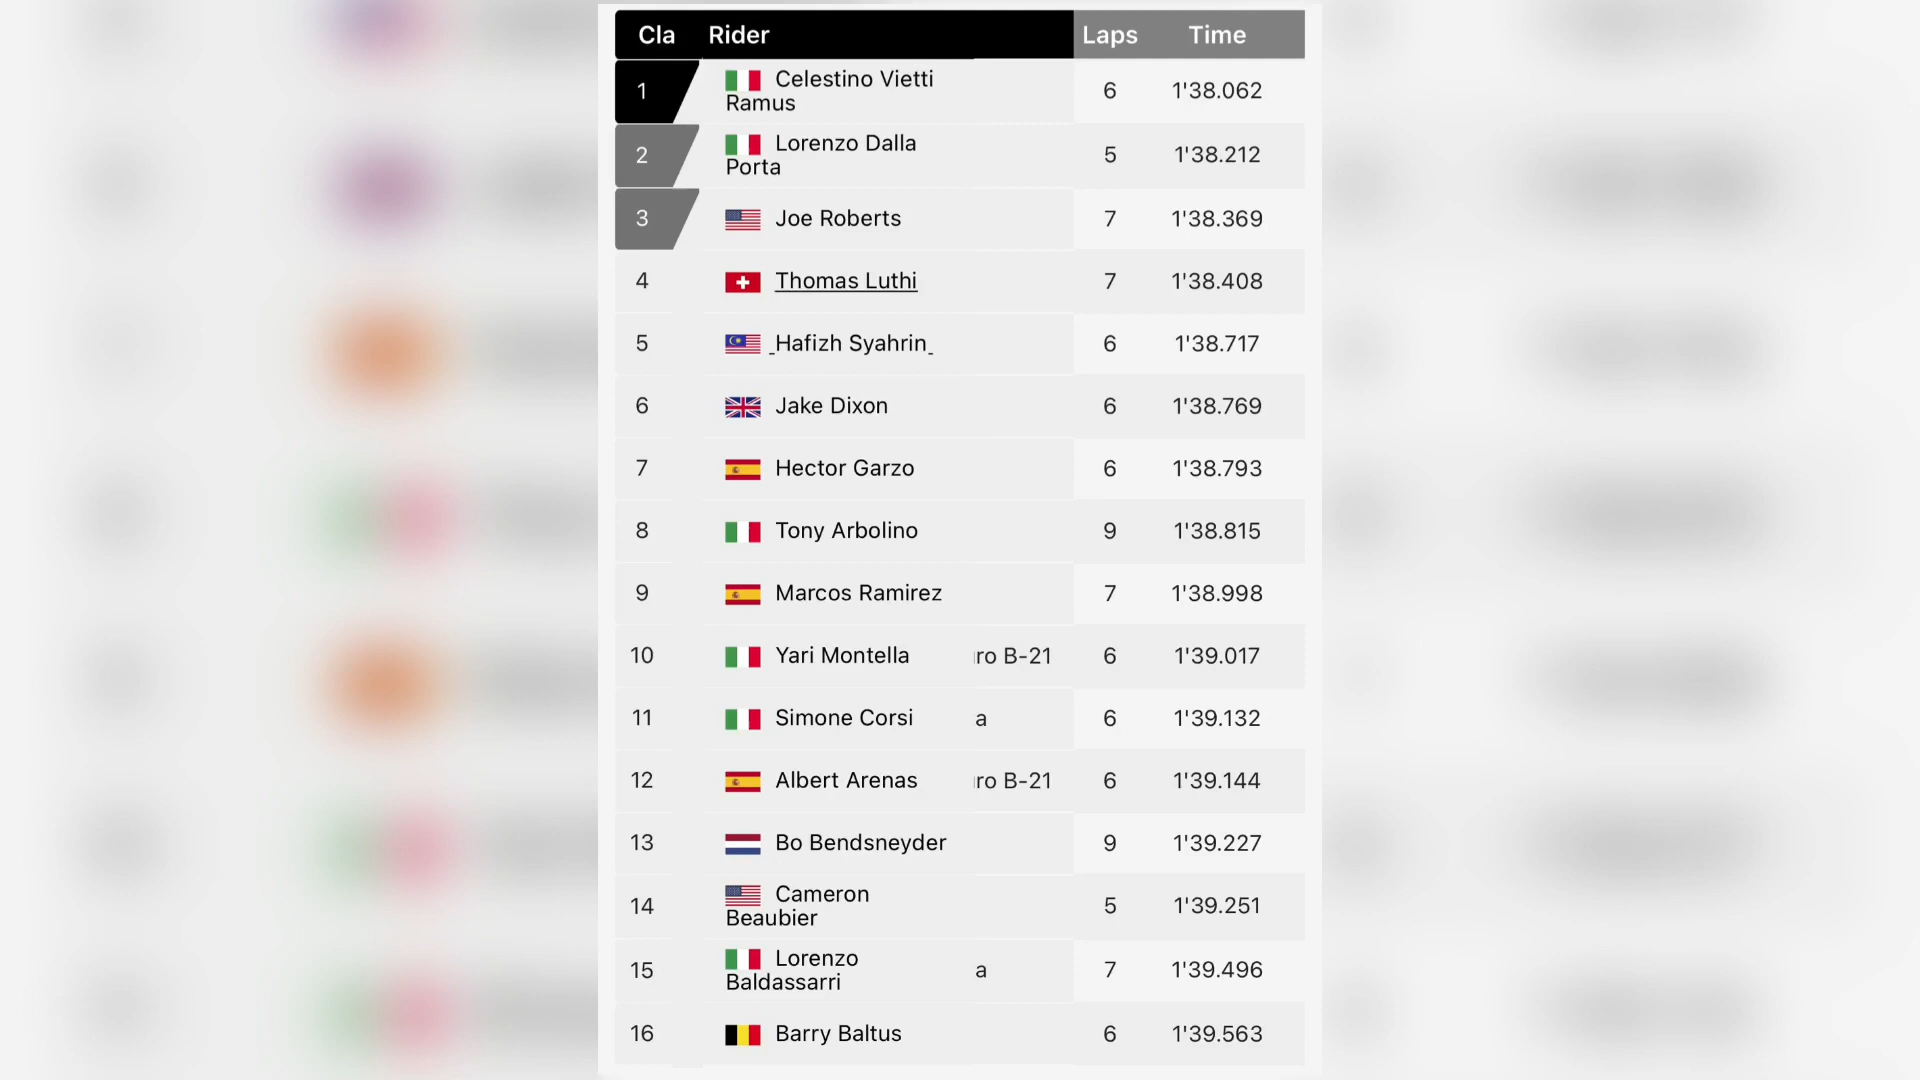 Cla Rider Laps Time
1 Celestino Vietti 6 1'38.062
Ramus
2 Lorenzo Dalla 5 1'38.212
Porta
3 Joe Roberts 7 1'38.369
4 Thomas Luthi 7 1'38.408
5 _Hafizh Syahrin_ 6 1'38.717
6 Jake Dixon 6 1'38.769
7 Hector Garzo 6 1'38.793
8 Tony Arbolino 9 1'38.815
9 Marcos Ramirez 7 1'38.998
10 Yari Montella ro B-21 6 1'39.017
11 Simone Corsi a 6 1'39.132
12 Albert Arenas ro B-21 6 1'39.144
13 Bo Bendsneyder 9 1'39.227
14 Cameron 5 1'39.251
Beaubier
15 Lorenzo a 7 1'39.496
Baldassarri
16 Barry Baltus 6 1'39.563